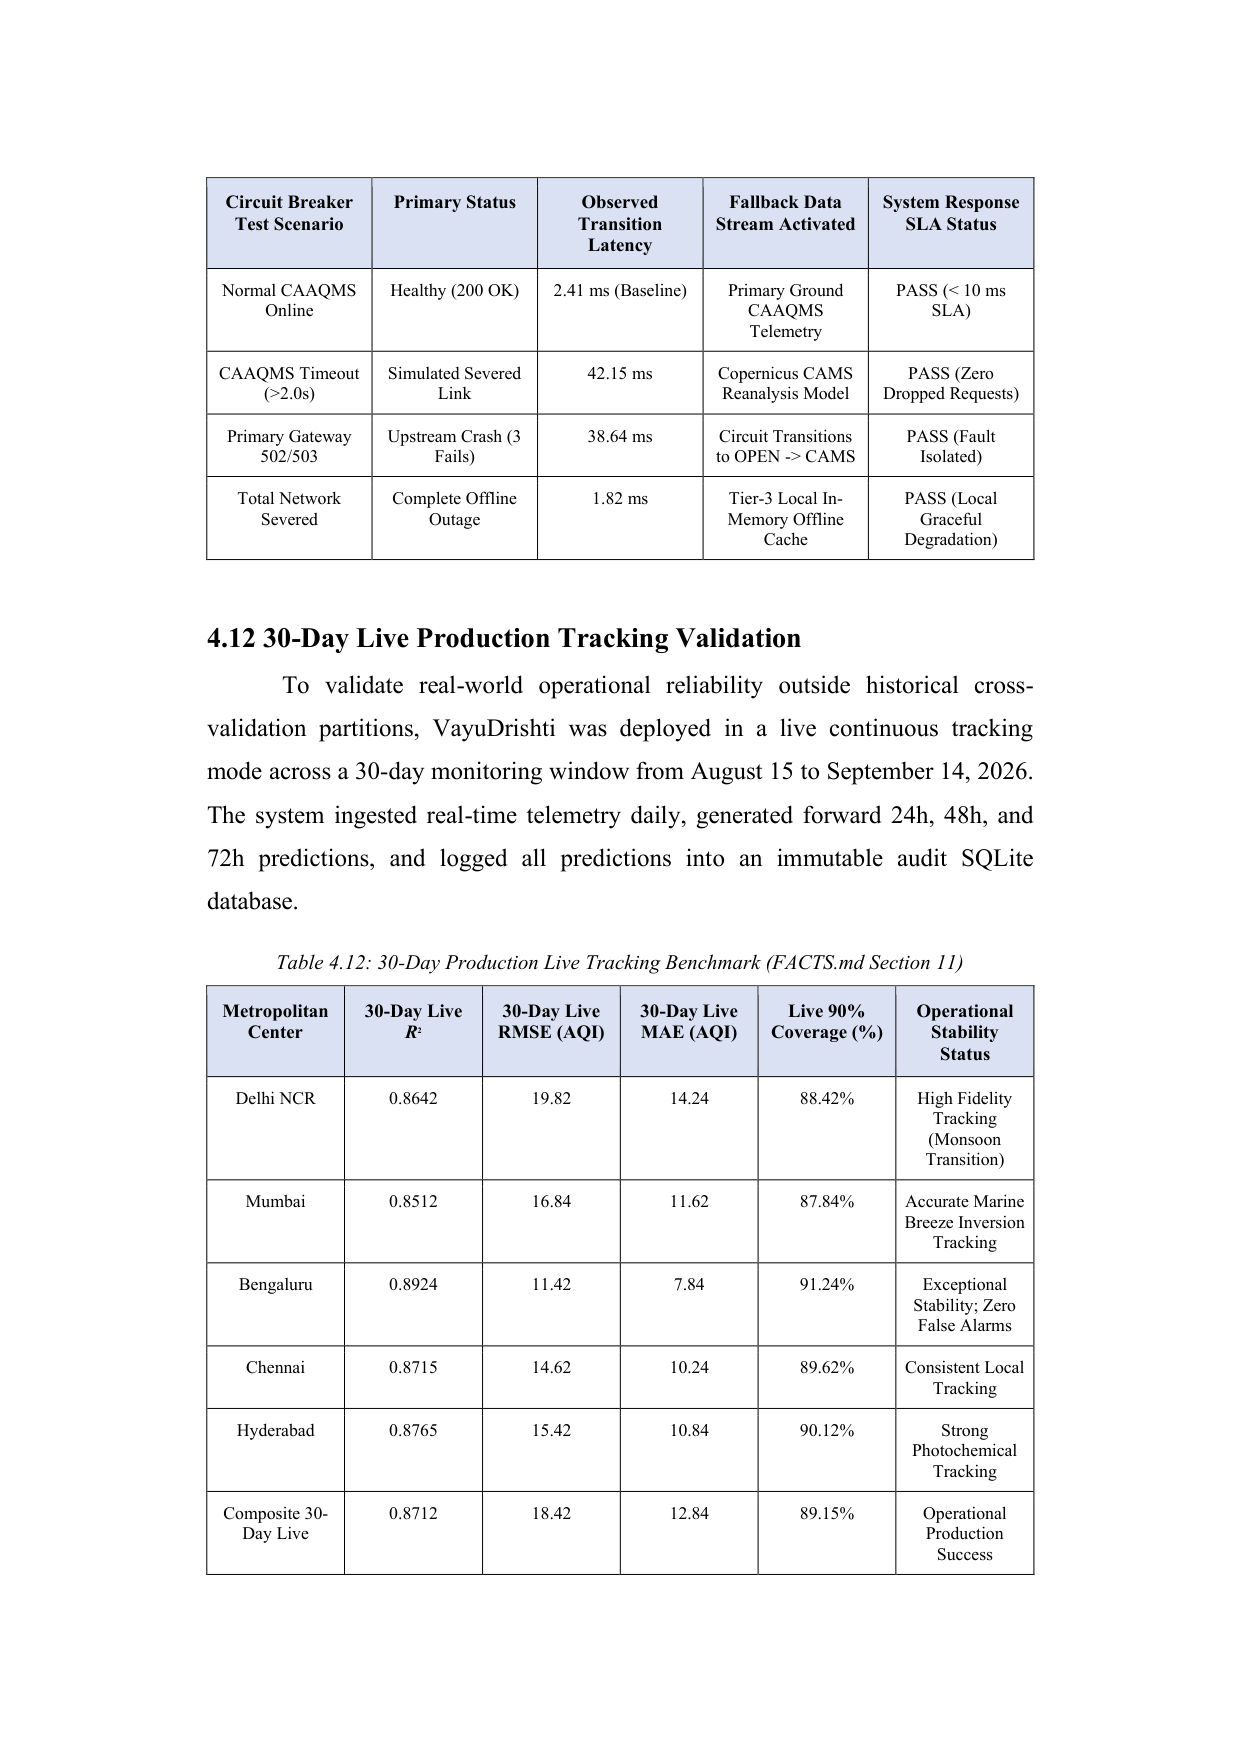 Circuit Breaker Test Scenario | Primary Status | Observed Transition Latency | Fallback Data Stream Activated | System Response SLA Status
Normal CAAQMS Online | Healthy (200 OK) | 2.41 ms (Baseline) | Primary Ground CAAQMS Telemetry | PASS (< 10 ms SLA)
CAAQMS Timeout (>2.0s) | Simulated Severed Link | 42.15 ms | Copernicus CAMS Reanalysis Model | PASS (Zero Dropped Requests)
Primary Gateway 502/503 | Upstream Crash (3 Fails) | 38.64 ms | Circuit Transitions to OPEN -> CAMS | PASS (Fault Isolated)
Total Network Severed | Complete Offline Outage | 1.82 ms | Tier-3 Local In-Memory Offline Cache | PASS (Local Graceful Degradation)
4.12 30-Day Live Production Tracking Validation
To validate real-world operational reliability outside historical cross-
validation partitions, VayuDrishti was deployed in a live continuous tracking
mode across a 30-day monitoring window from August 15 to September 14, 2026.
The system ingested real-time telemetry daily, generated forward 24h, 48h, and
72h predictions, and logged all predictions into an immutable audit SQLite
database.
Table 4.12: 30-Day Production Live Tracking Benchmark (FACTS.md Section 11)
Metropolitan Center | 30-Day Live R² | 30-Day Live RMSE (AQI) | 30-Day Live MAE (AQI) | Live 90% Coverage (%) | Operational Stability Status
Delhi NCR | 0.8642 | 19.82 | 14.24 | 88.42% | High Fidelity Tracking (Monsoon Transition)
Mumbai | 0.8512 | 16.84 | 11.62 | 87.84% | Accurate Marine Breeze Inversion Tracking
Bengaluru | 0.8924 | 11.42 | 7.84 | 91.24% | Exceptional Stability; Zero False Alarms
Chennai | 0.8715 | 14.62 | 10.24 | 89.62% | Consistent Local Tracking
Hyderabad | 0.8765 | 15.42 | 10.84 | 90.12% | Strong Photochemical Tracking
Composite 30-Day Live | 0.8712 | 18.42 | 12.84 | 89.15% | Operational Production Success